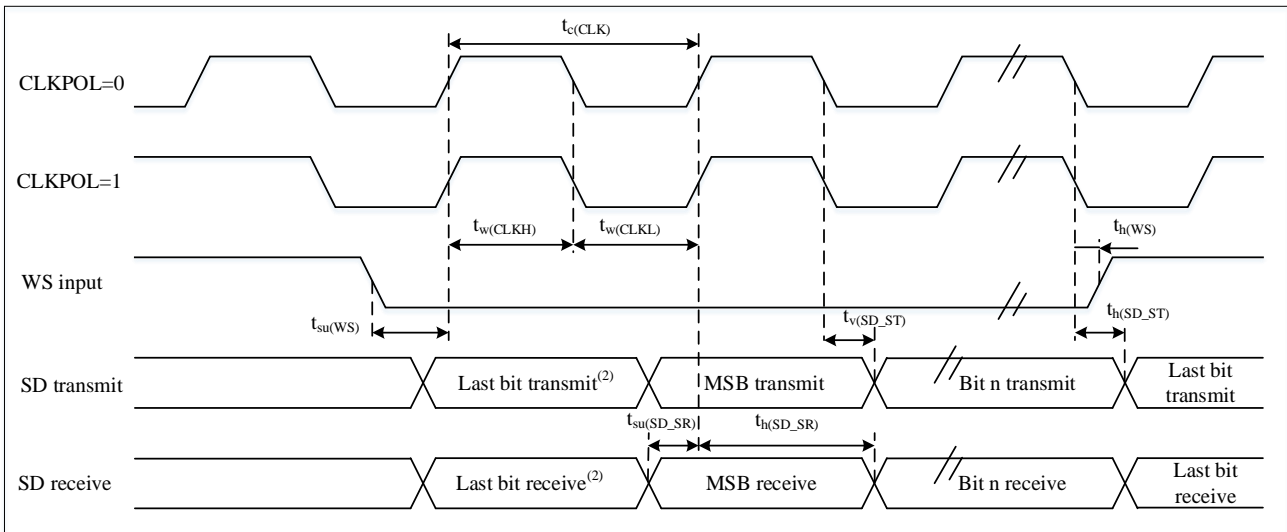 t_c(CLK)
CLKPOL=0
CLKPOL=1
t_w(CLKH)
t_w(CLKL)
t_h(WS)
WS input
t_su(WS)
t_v(SD_ST)
t_h(SD_ST)
SD transmit
Last bit transmit(2)
MSB transmit
Bit n transmit
Last bit
transmit
t_su(SD_SR)
t_h(SD_SR)
SD receive
Last bit receive(2)
MSB receive
Bit n receive
Last bit
receive